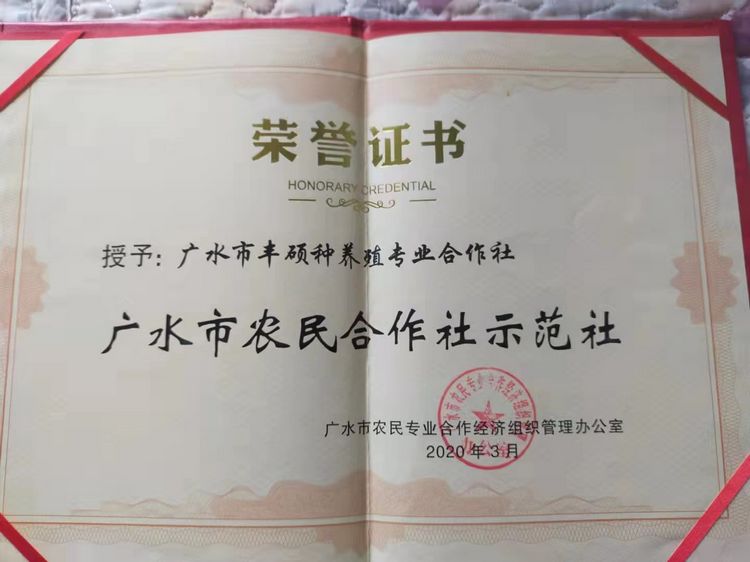 荣誉证书
HONORARY CREDENTIAL
授予：广水市丰硕种养殖专业合作社
广水市农民合作社示范社
广水市农民专业合作经济组织管理办公室
2020年3月